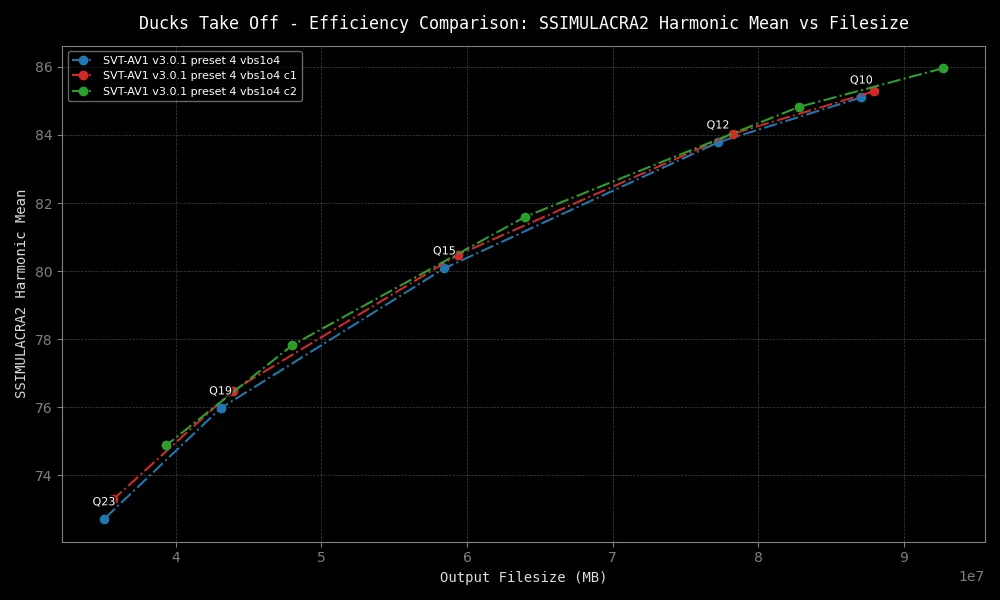 Ducks Take Off - Efficiency Comparison: SSIMULACRA2 Harmonic Mean vs Filesize
SVT-AV1 v3.0.1 preset 4 vbs1o4
SVT-AV1 v3.0.1 preset 4 vbs1o4 c1
SVT-AV1 v3.0.1 preset 4 vbs1o4 c2
86
84
82
80
78
76
74
SSIMULACRA2 Harmonic Mean
Q10
Q12
Q15
Q19
Q23
4 5 6 7 8 9
1e7
Output Filesize (MB)